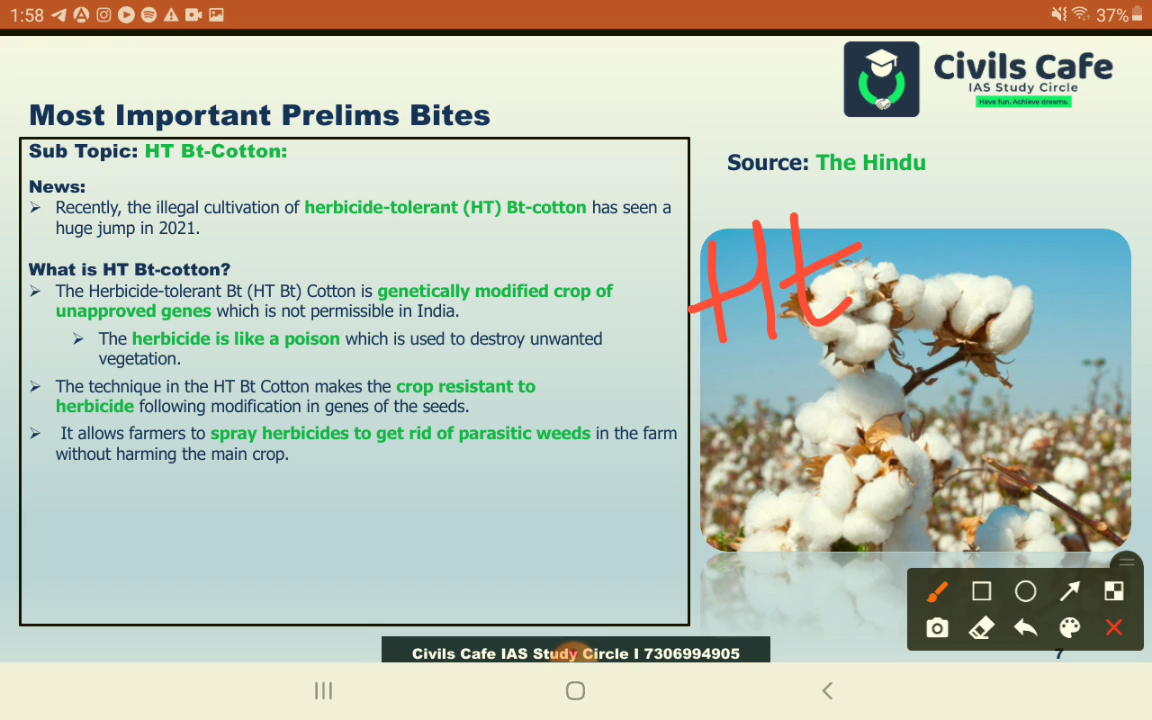 1:58
37%
Civils Cafe
IAS Study Circle
Have fun. Achieve dreams.
Most Important Prelims Bites
Sub Topic: HT Bt-Cotton:
Source: The Hindu
News:
➢ Recently, the illegal cultivation of herbicide-tolerant (HT) Bt-cotton has seen a
huge jump in 2021.
Ht
What is HT Bt-cotton?
➢ The Herbicide-tolerant Bt (HT Bt) Cotton is genetically modified crop of
unapproved genes which is not permissible in India.
➢ The herbicide is like a poison which is used to destroy unwanted
vegetation.
➢ The technique in the HT Bt Cotton makes the crop resistant to
herbicide following modification in genes of the seeds.
➢ It allows farmers to spray herbicides to get rid of parasitic weeds in the farm
without harming the main crop.
Civils Cafe IAS Study Circle I 7306994905
7